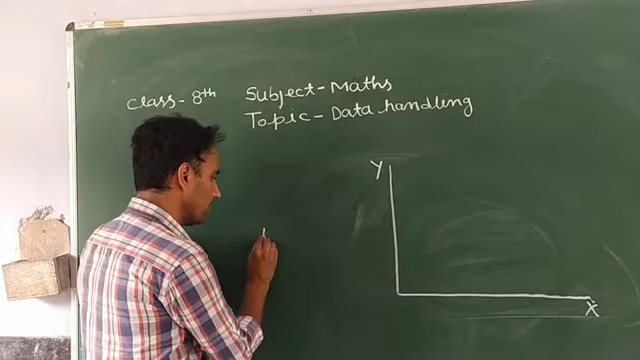 Class - 8th
Subject - Maths
Topic - Data handling
Y
X